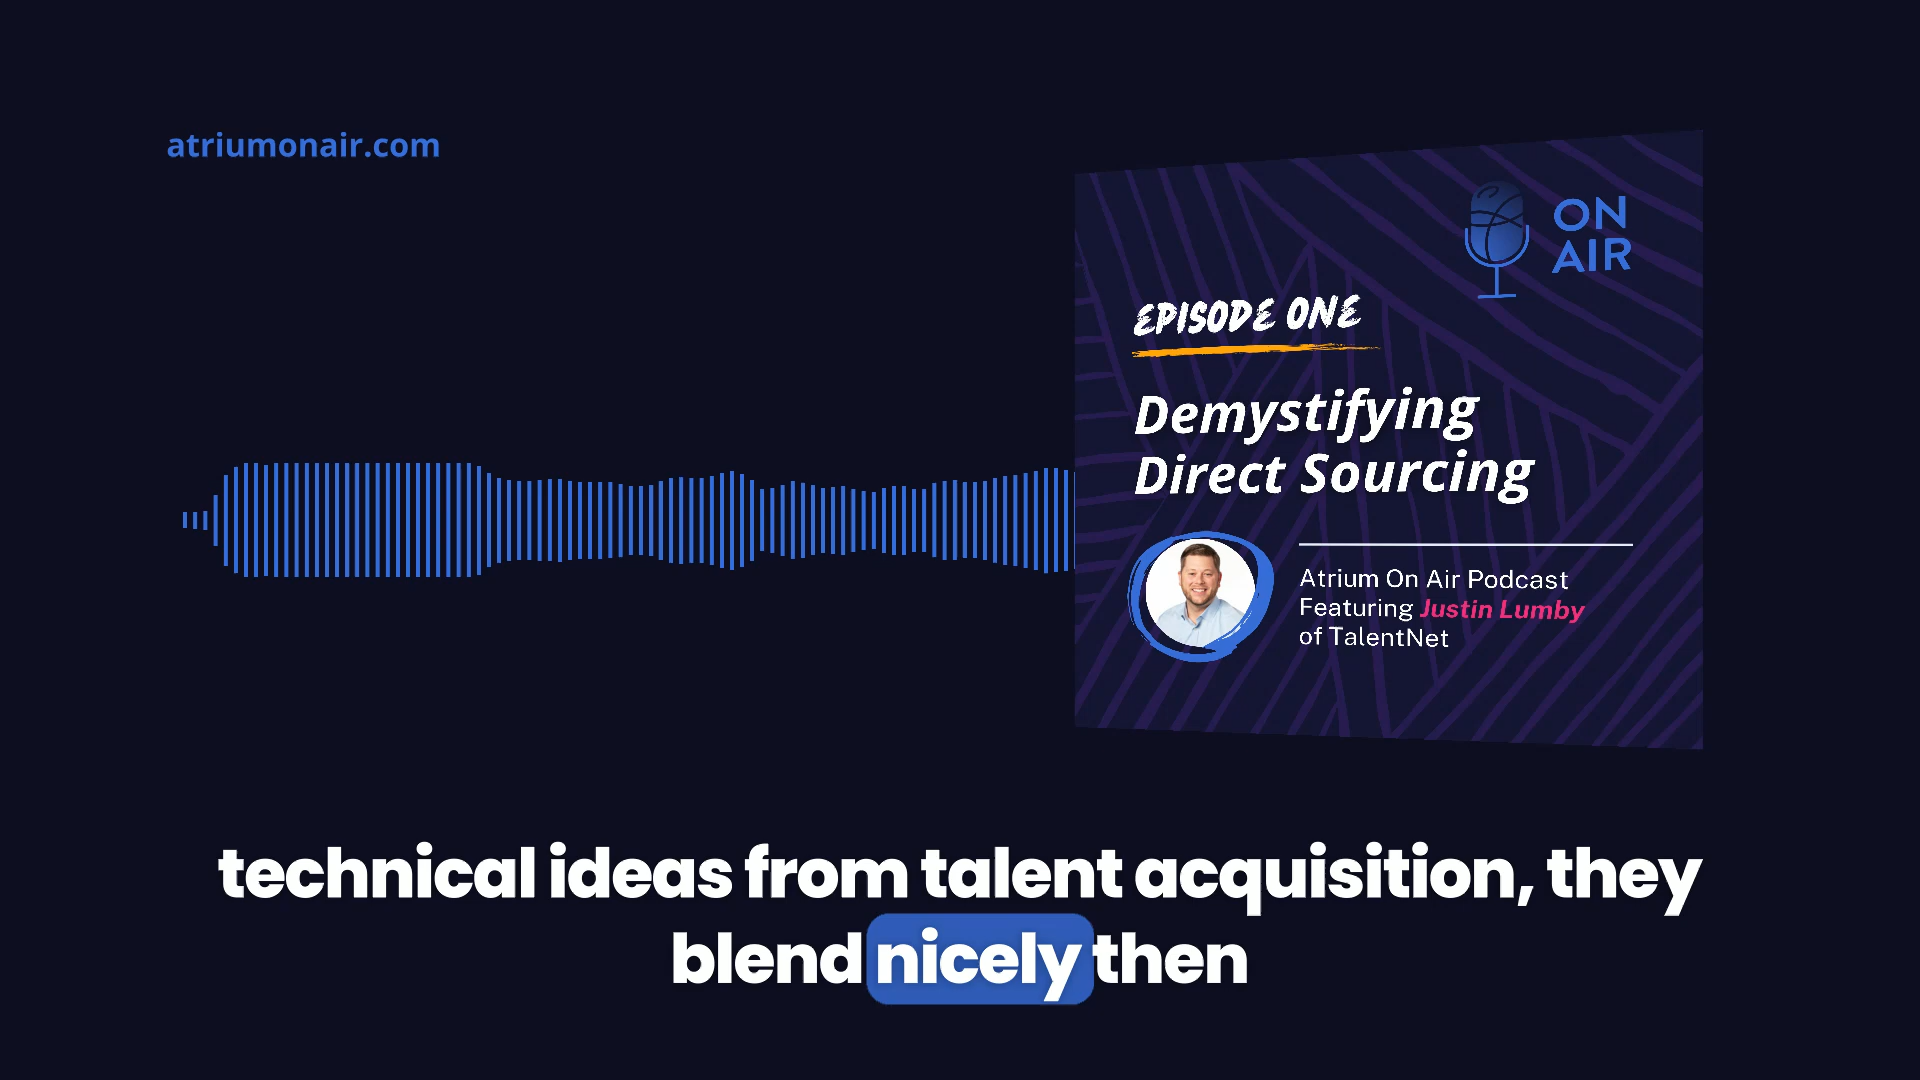 atriumonair.com
ON
AIR
EPISODE ONE
Demystifying
Direct Sourcing
Atrium On Air Podcast
Featuring Justin Lumby
of TalentNet
technical ideas from talent acquisition, they
blend nicely then